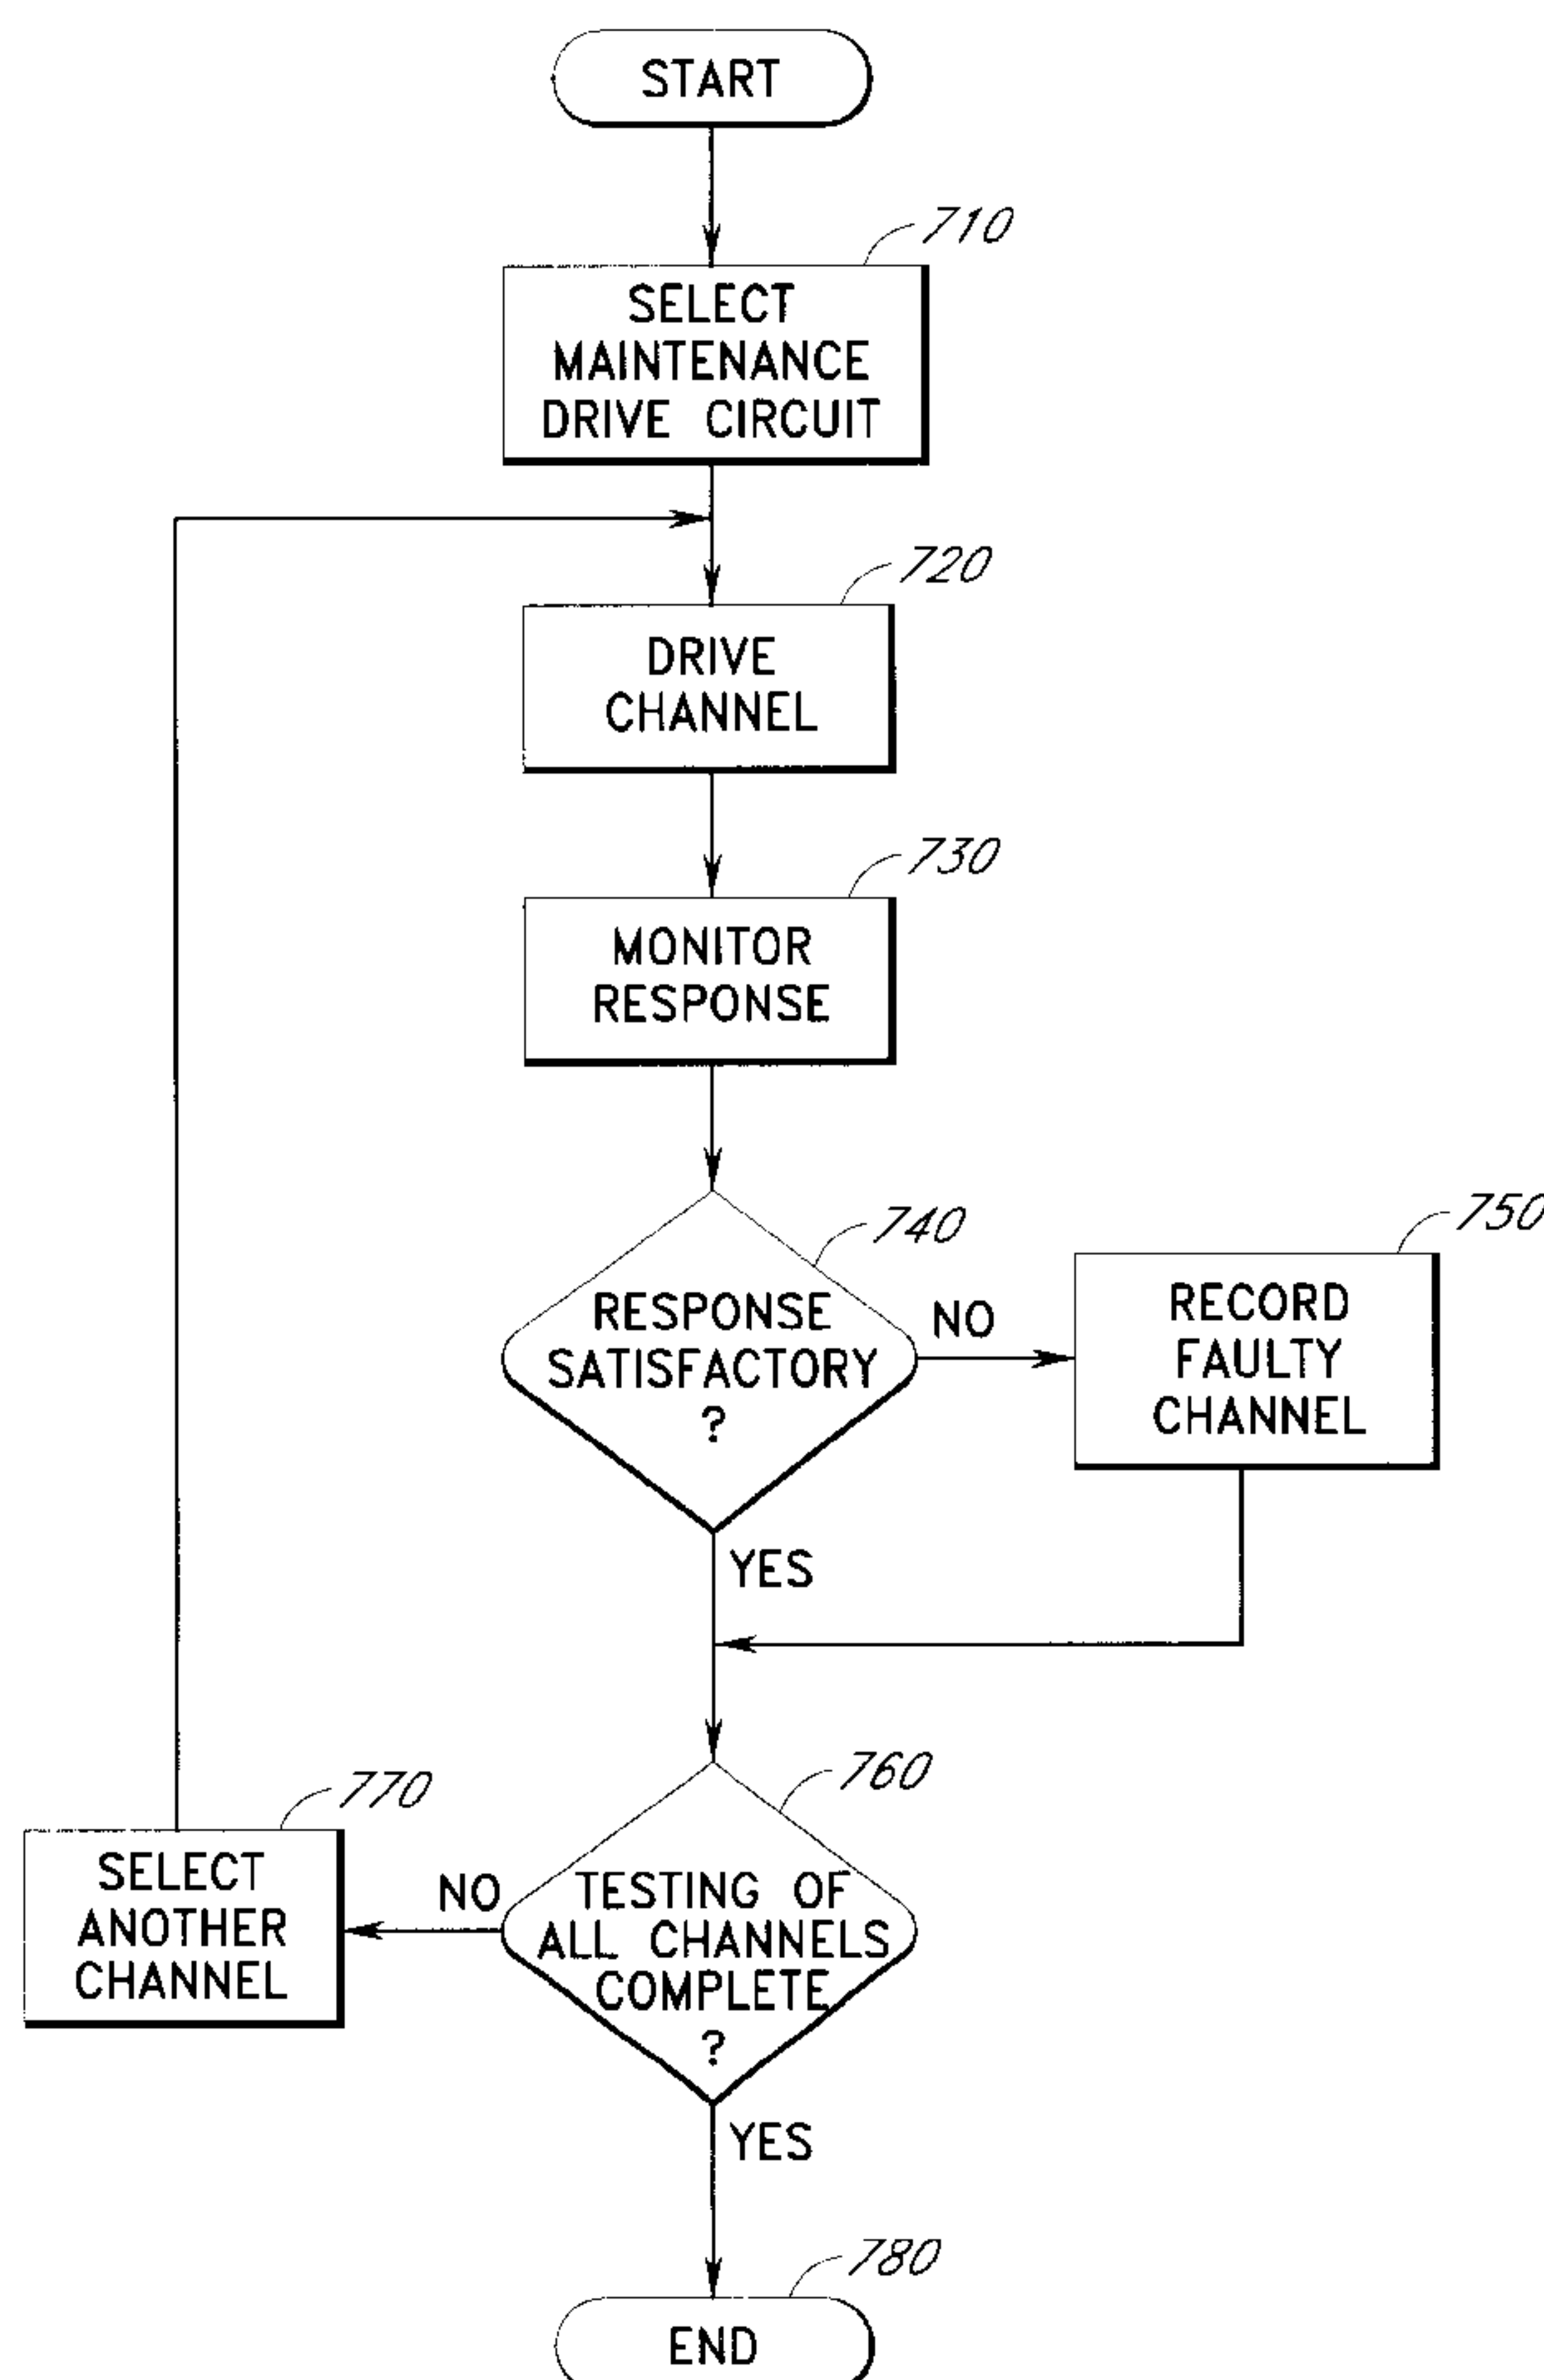 START
710
SELECT
MAINTENANCE
DRIVE CIRCUIT
720
DRIVE
CHANNEL
730
MONITOR
RESPONSE
740
RESPONSE
SATISFACTORY
?
NO
750
RECORD
FAULTY
CHANNEL
YES
760
TESTING OF
ALL CHANNELS
COMPLETE
?
NO
770
SELECT
ANOTHER
CHANNEL
YES
780
END